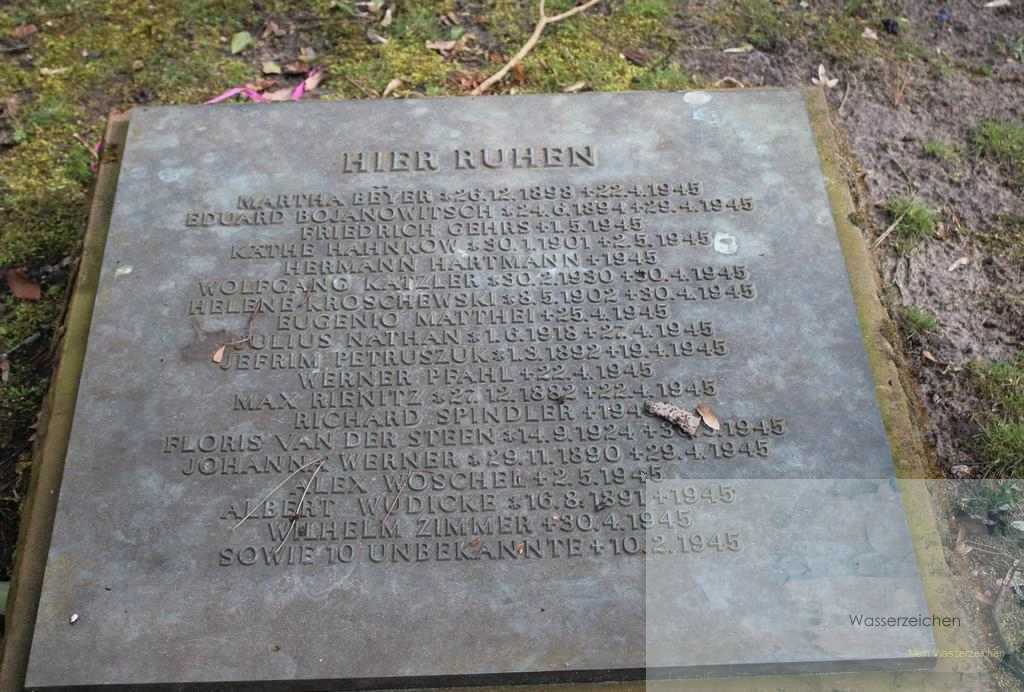 HIER RUHEN
MARTHA BEYER *26.12.1898 +22.4.1945
EDUARD BOJANOWITSCH *24.6.1894 +29.4.1945
FRIEDRICH GEHRS +1.5.1945
KÄTHE HAHNKOW *30.1.1901 +2.5.1945
HERMANN HARTMANN +1945
WOLFGANG KATZLER *30.2.1930 +30.4.1945
HELENE KROSCHEWSKI *8.5.1902 +30.4.1945
EUGENIO MATTHEI +25.4.1945
JULIUS NATHAN *1.6.1918 +27.4.1945
JEFRIM PETRUSZUK *1.3.1892 +19.4.1945
WERNER PFAHL +22.4.1945
MAX RIENITZ *27.12.1882 +22.4.1945
RICHARD SPINDLER
FLORIS VAN DER STEEN *14.9.1924
JOHANNA WERNER *29.11.1890 +29.4.1945
ALEX WOSCHEL +2.5.1945
ALBERT WUDICKE *16.8.1891 +1945
WILHELM ZIMMER +30.4.1945
SOWIE 10 UNBEKANNTE +10.2.1945
Wasserzeichen
Mein Wasserzeichen